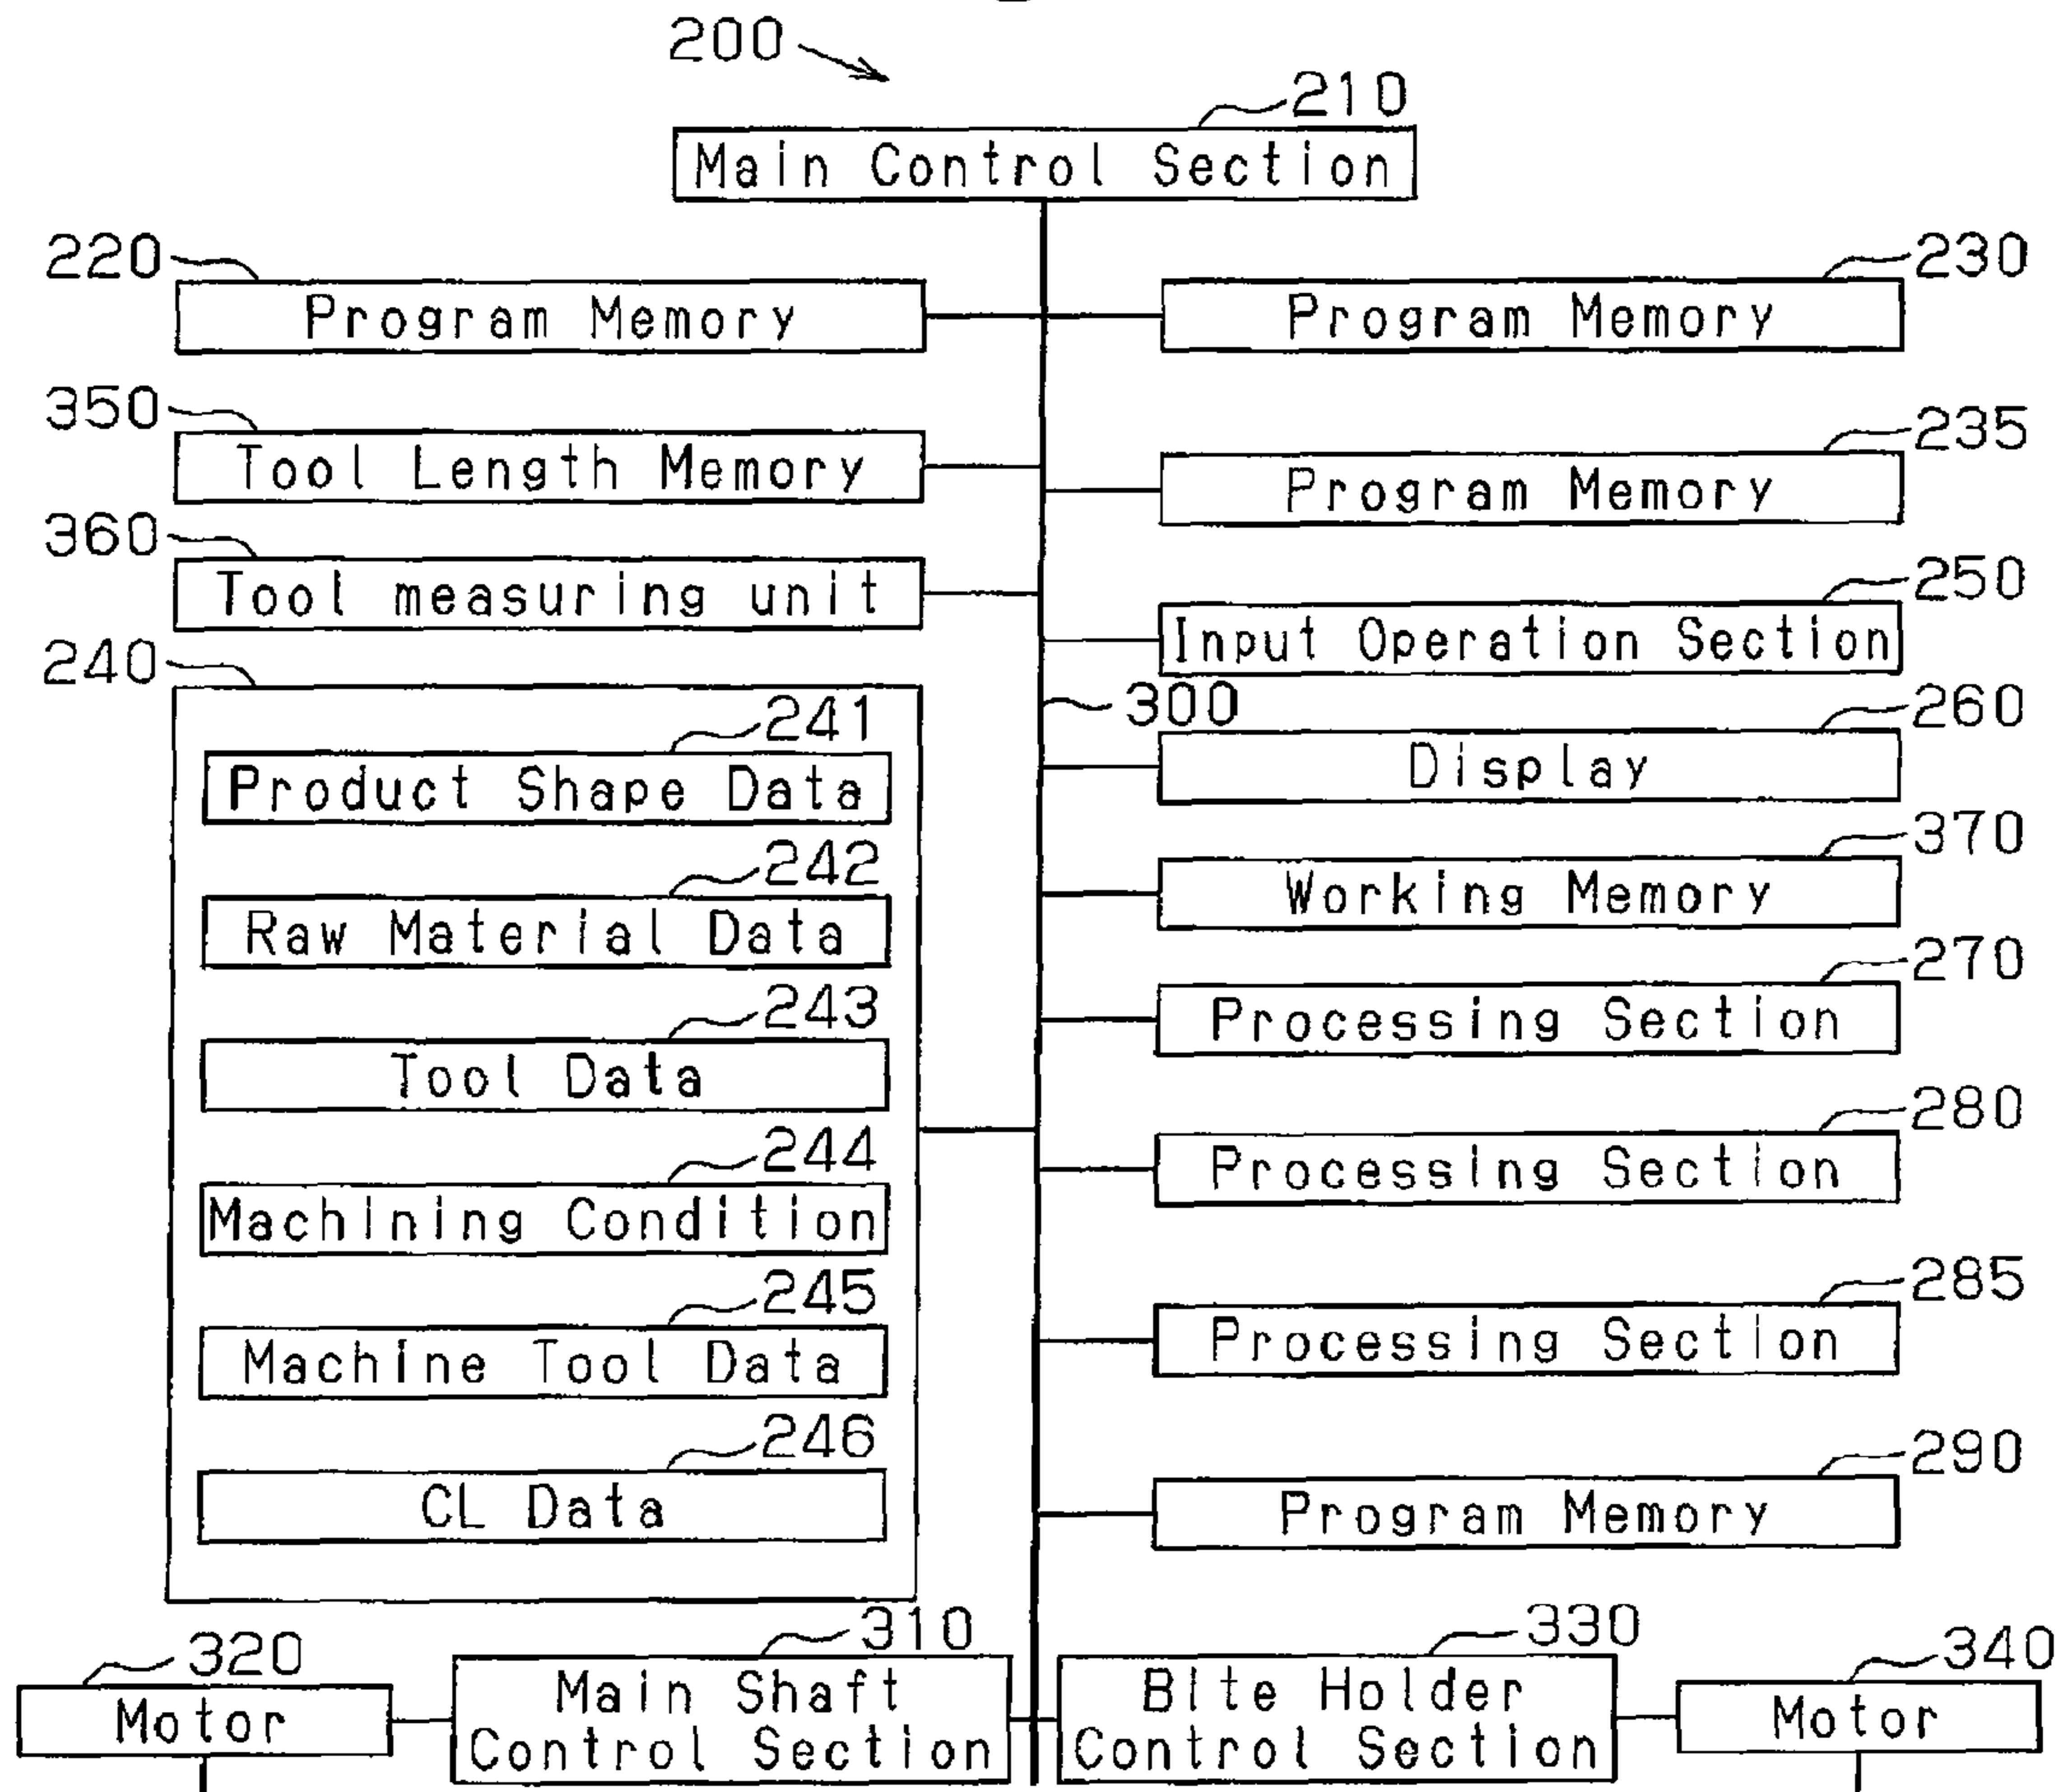 200
210
Main Control Section
220
230
Program Memory
Program Memory
350
235
Tool Length Memory
Program Memory
360
250
Tool measuring unit
Input Operation Section
240
300
260
241
Product Shape Data
Display
242
370
Raw Material Data
Working Memory
243
270
Tool Data
Processing Section
244
280
Machining Condition
Processing Section
245
285
Machine Tool Data
Processing Section
246
290
CL Data
Program Memory
310
330
320
340
Motor
Main Shaft
Control Section
Bite Holder
Control Section
Motor